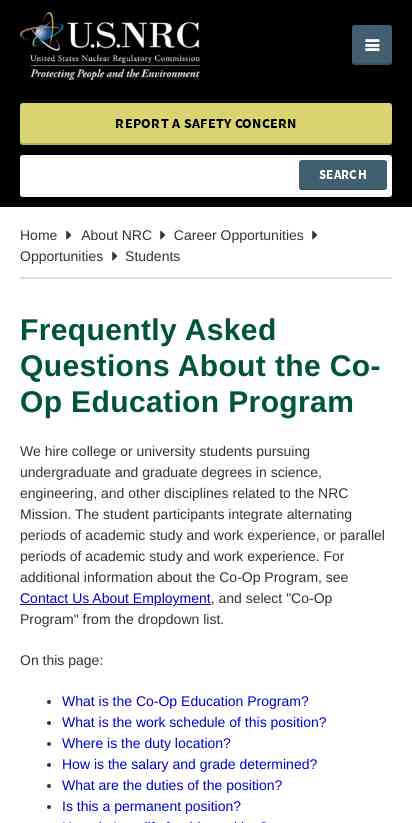 U.S.NRC
United States Nuclear Regulatory Commission
Protecting People and the Environment
REPORT A SAFETY CONCERN
SEARCH
Home About NRC Career Opportunities
Opportunities Students
Frequently Asked
Questions About the Co-
Op Education Program
We hire college or university students pursuing
undergraduate and graduate degrees in science,
engineering, and other disciplines related to the NRC
Mission. The student participants integrate alternating
periods of academic study and work experience, or parallel
periods of academic study and work experience. For
additional information about the Co-Op Program, see
Contact Us About Employment, and select "Co-Op
Program" from the dropdown list.
On this page:
What is the Co-Op Education Program?
What is the work schedule of this position?
Where is the duty location?
How is the salary and grade determined?
What are the duties of the position?
Is this a permanent position?